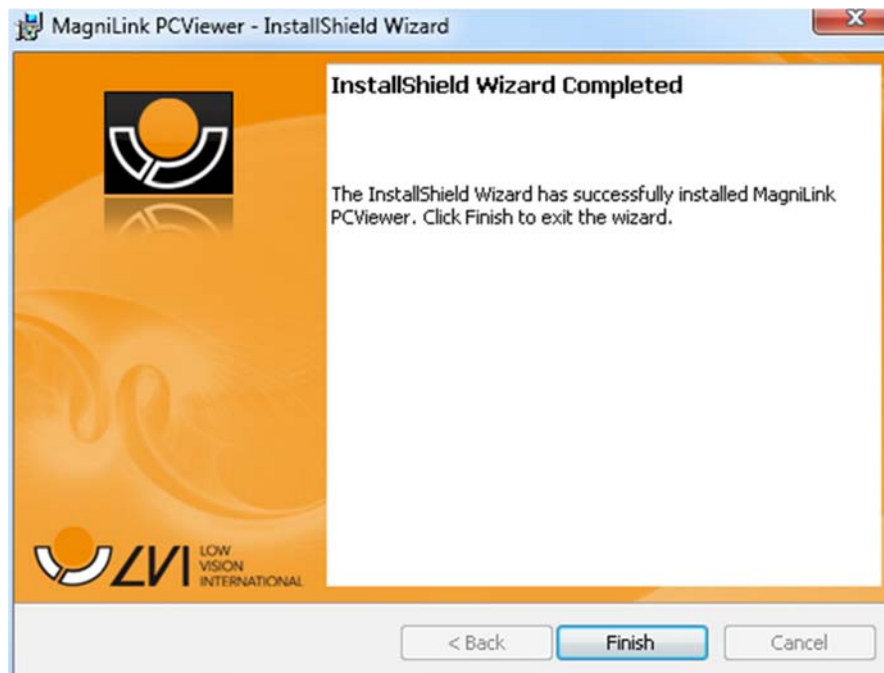 MagniLink PCViewer - InstallShield Wizard
InstallShield Wizard Completed
The InstallShield Wizard has successfully installed MagniLink
PCViewer. Click Finish to exit the wizard.
LVI LOW
VISION
INTERNATIONAL
< Back Finish Cancel